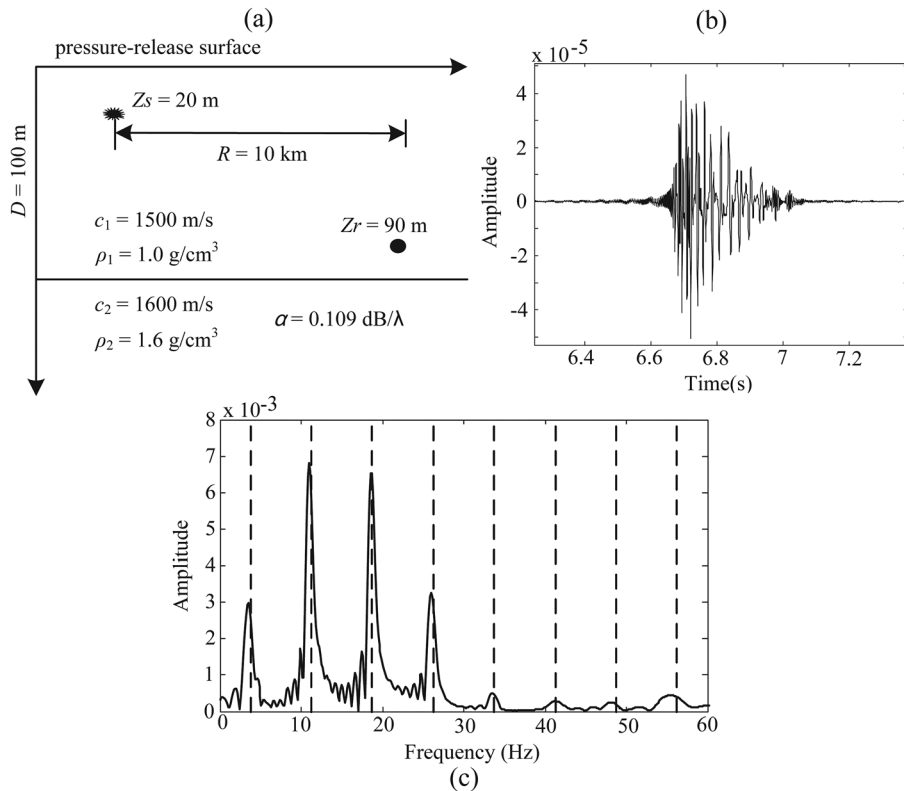 (a)
pressure-release surface
Zs = 20 m
R = 10 km
D = 100 m
c₁ = 1500 m/s
ρ₁ = 1.0 g/cm³
Zr = 90 m
c₂ = 1600 m/s
ρ₂ = 1.6 g/cm³
α = 0.109 dB/λ
(b)
x 10⁻⁵
4
2
0
-2
-4
Amplitude
6.4 6.6 6.8 7 7.2
Time(s)
x 10⁻³
8
7
6
5
4
3
2
1
0
Amplitude
0 10 20 30 40 50 60
Frequency (Hz)
(c)